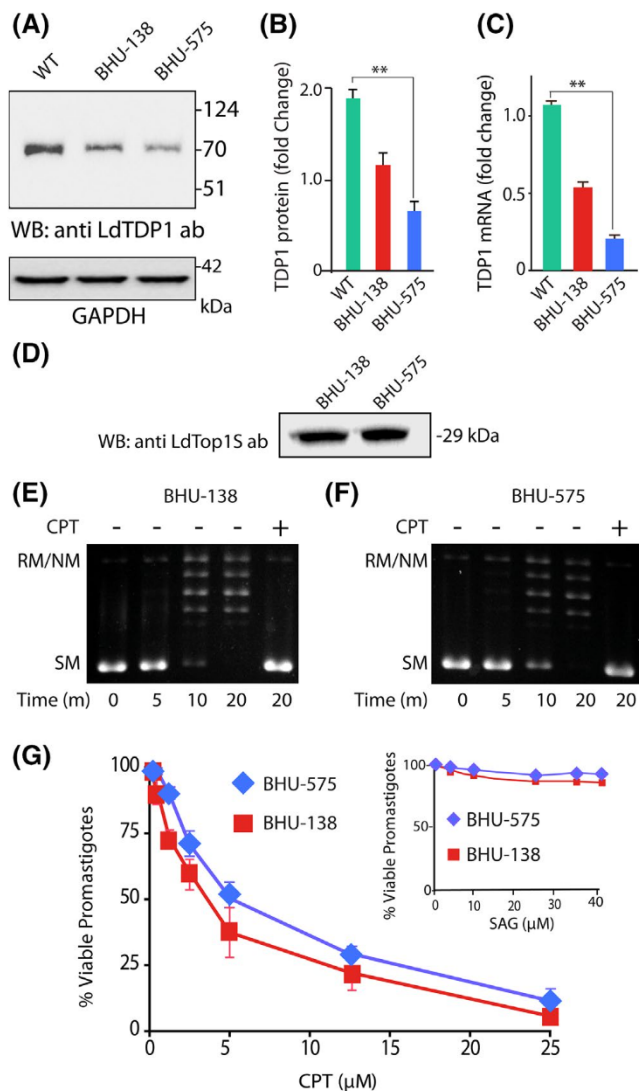 (A)
WT
BHU-138
BHU-575
-124
-70
-51
WB: anti LdTDP1 ab
-42
kDa
GAPDH
(B)
TDP1 protein (fold Change)
2.0
1.0
0
**
WT
BHU-138
BHU-575
(C)
TDP1 mRNA (fold change)
1.0
0.5
0
**
WT
BHU-138
BHU-575
(D)
BHU-138
BHU-575
WB: anti LdTop1S ab
-29 kDa
(E)
BHU-138
CPT - - - - +
RM/NM
SM
Time (m) 0 5 10 20 20
(F)
BHU-575
CPT - - - - +
RM/NM
SM
Time (m) 0 5 10 20 20
(G)
% Viable Promastigotes
100
75
50
25
0
BHU-575
BHU-138
0 5 10 15 20 25
CPT (µM)
% Viable Promastigotes
100
50
0
BHU-575
BHU-138
0 10 20 30 40
SAG (µM)